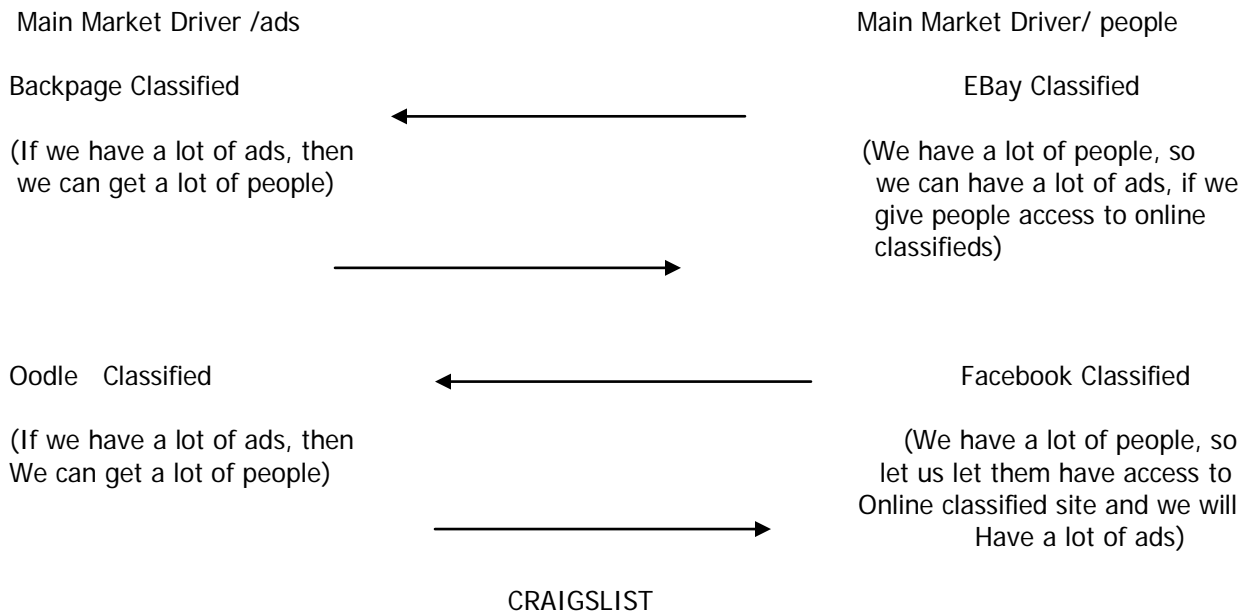 Main Market Driver /ads
Main Market Driver/ people
Backpage Classified
EBay Classified
(If we have a lot of ads, then
we can get a lot of people)
(We have a lot of people, so
we can have a lot of ads, if we
give people access to online
classifieds)
Oodle Classified
Facebook Classified
(If we have a lot of ads, then
We can get a lot of people)
(We have a lot of people, so
let us let them have access to
Online classified site and we will
Have a lot of ads)
CRAIGSLIST